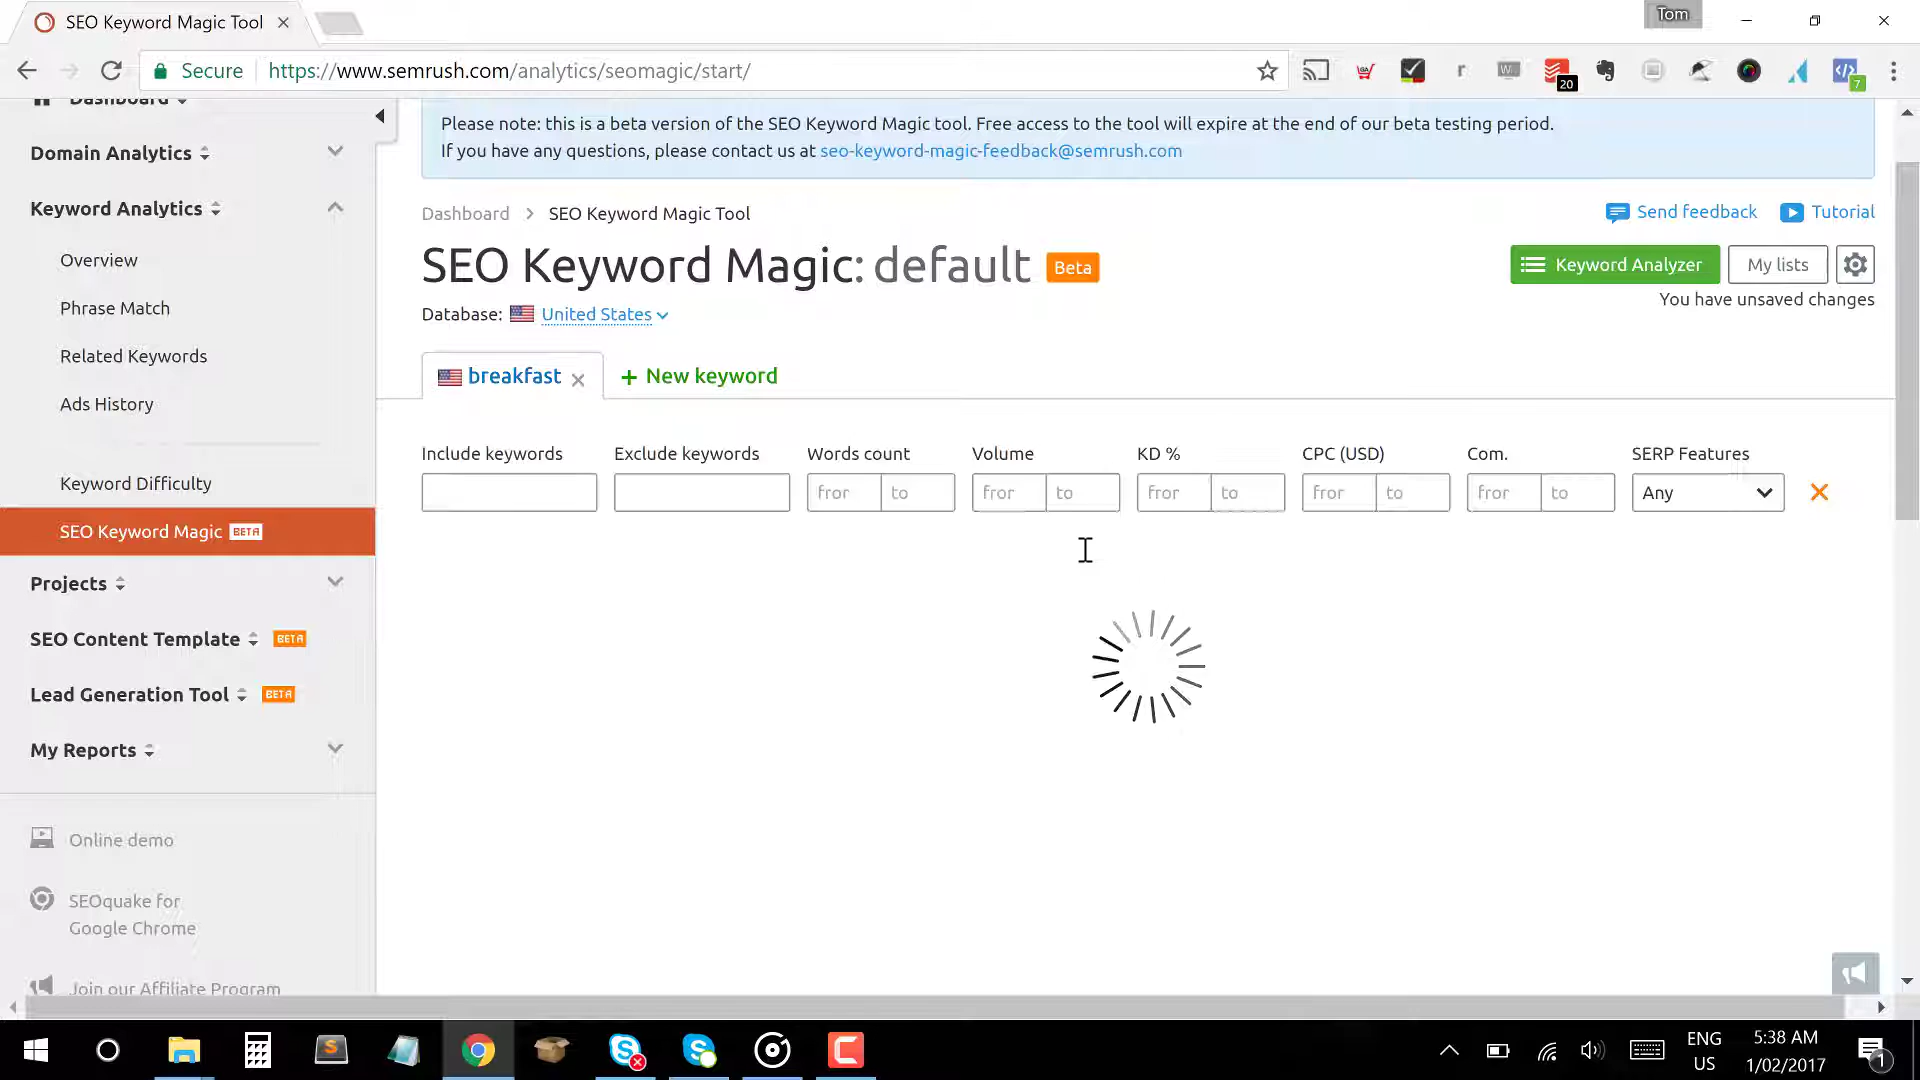 SEO Keyword Magic Tool
Tom
Secure
https://www.semrush.com/analytics/seomagic/start/
20
7
Dashboard
Domain Analytics
Keyword Analytics
Overview
Phrase Match
Related Keywords
Ads History
Keyword Difficulty
SEO Keyword Magic BETA
Projects
SEO Content Template BETA
Lead Generation Tool BETA
My Reports
Online demo
SEOquake for
Google Chrome
Join our Affiliate Program
Please note: this is a beta version of the SEO Keyword Magic tool. Free access to the tool will expire at the end of our beta testing period.
If you have any questions, please contact us at seo-keyword-magic-feedback@semrush.com
Dashboard > SEO Keyword Magic Tool
Send feedback
Tutorial
SEO Keyword Magic: default Beta
Keyword Analyzer
My lists
You have unsaved changes
Database: United States
breakfast
+ New keyword
Include keywords
Exclude keywords
Words count
Volume
KD %
CPC (USD)
Com.
SERP Features
fror to
fror to
fror to
fror to
fror to
Any
ENG
US
5:38 AM
1/02/2017
1